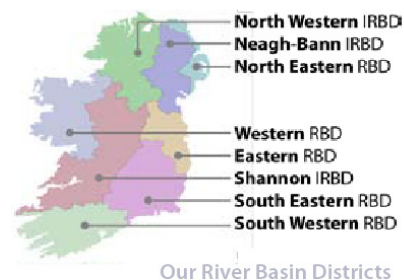 North Western IRBD
Neagh-Bann IRBD
North Eastern RBD
Western RBD
Eastern RBD
Shannon IRBD
South Eastern RBD
South Western RBD
Our River Basin Districts